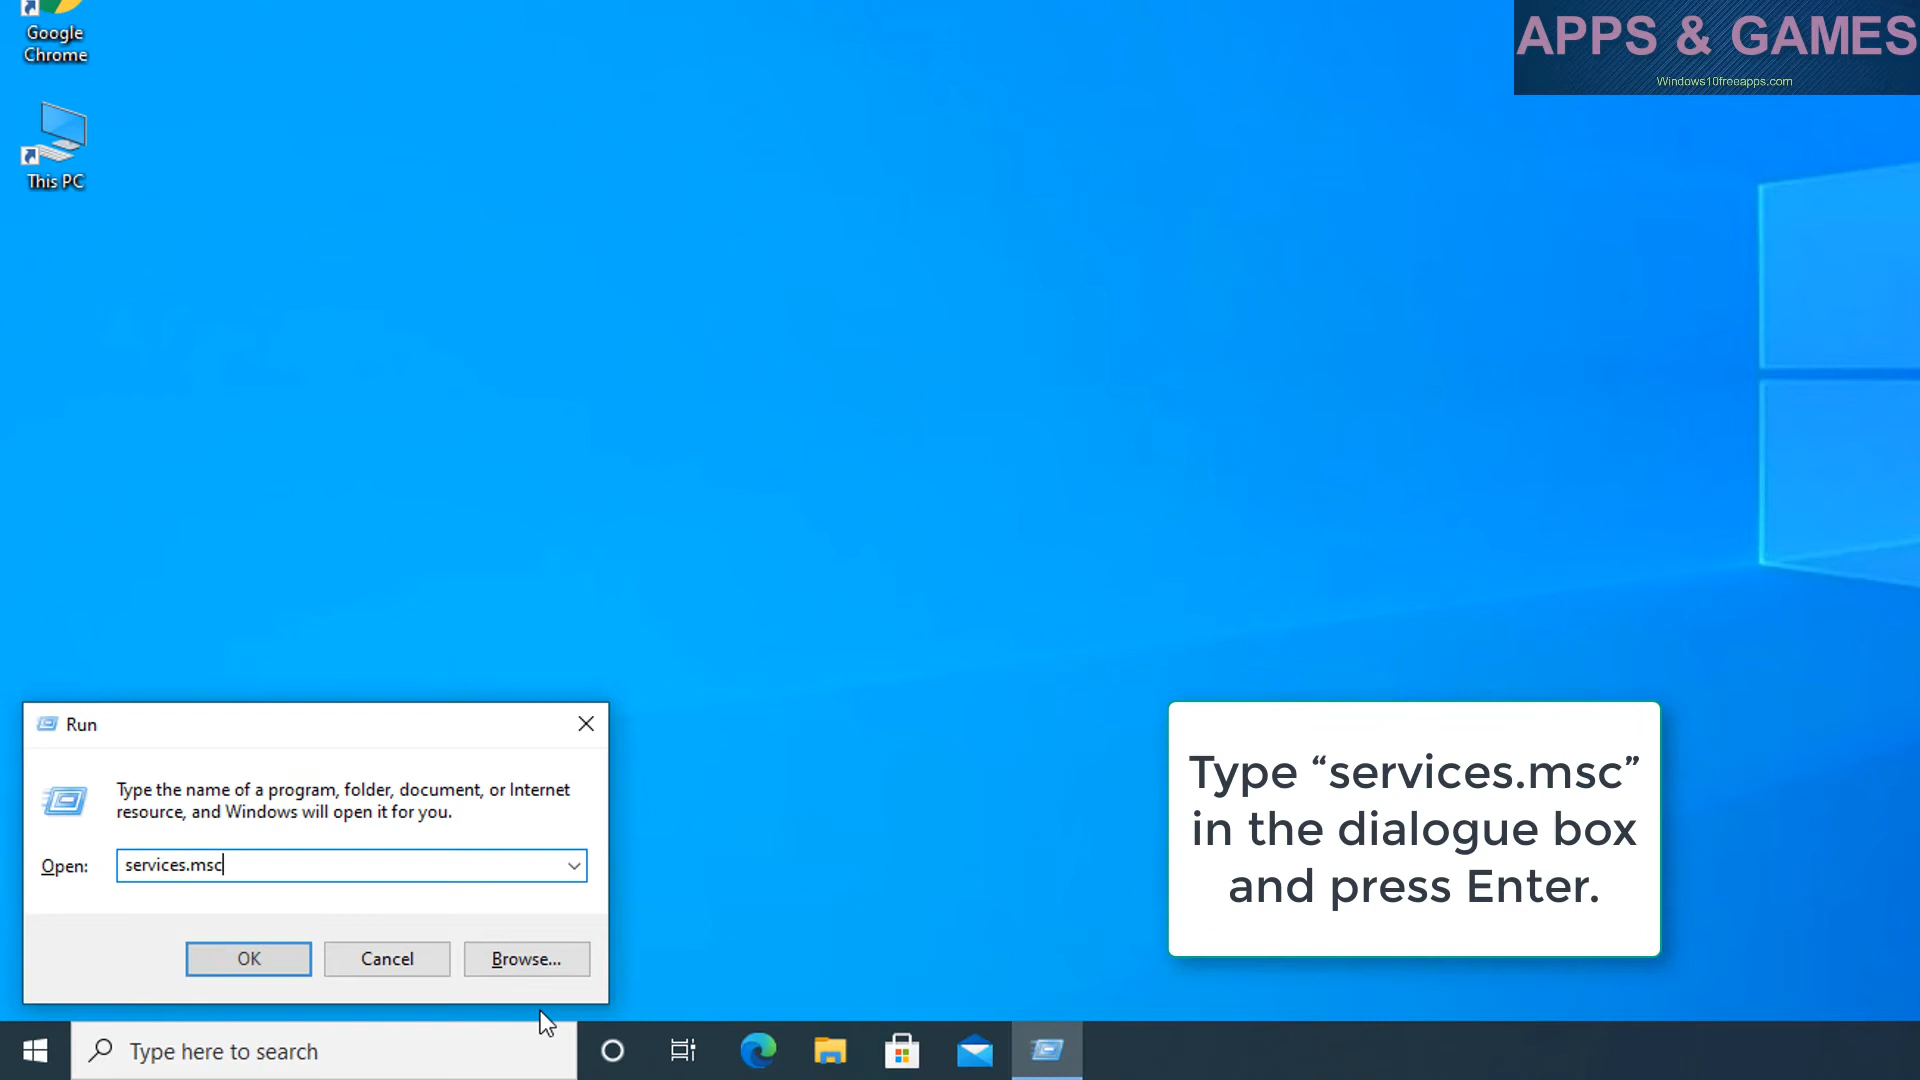 Google
Chrome
This PC
APPS & GAMES
Windows10freeapps.com
Run
Type the name of a program, folder, document, or Internet
resource, and Windows will open it for you.
Open: services.msc
OK Cancel Browse...
Type “services.msc”
in the dialogue box
and press Enter.
Type here to search